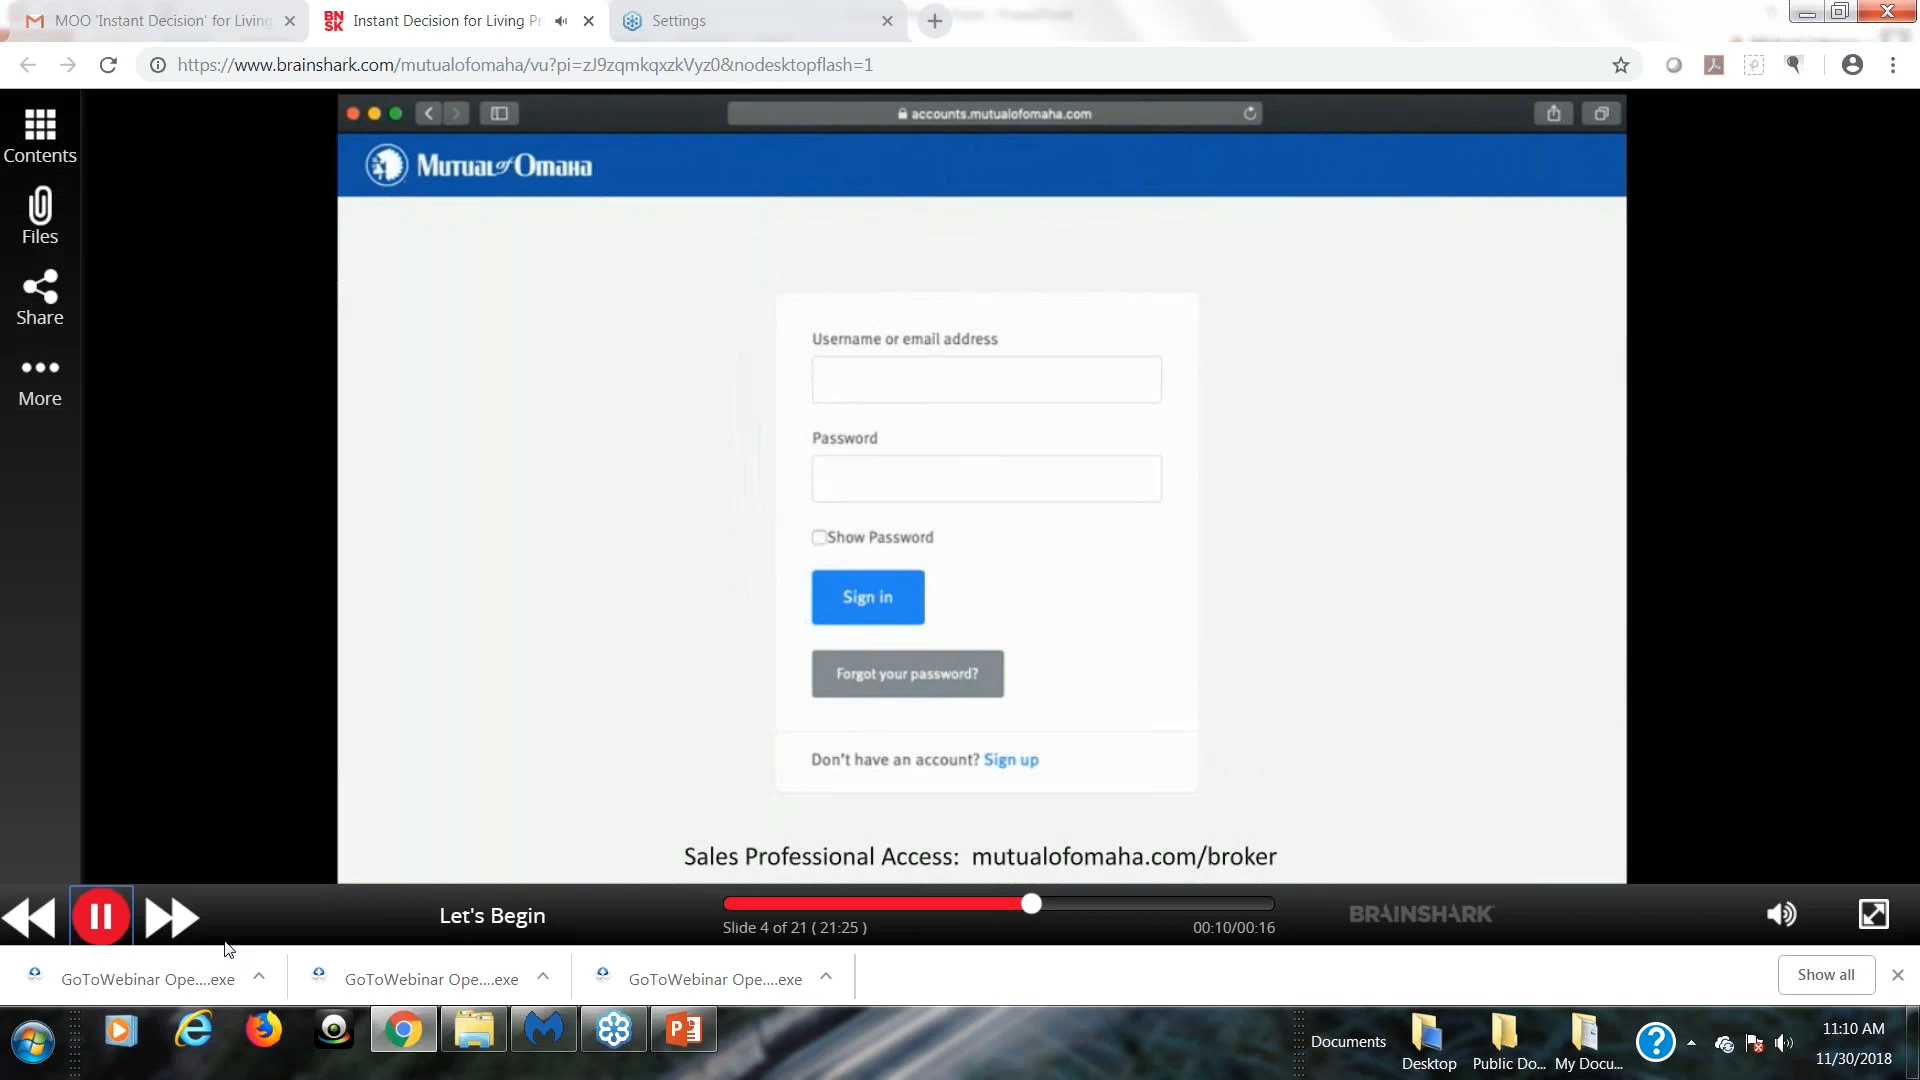 MOO 'Instant Decision' for Living
BN SK Instant Decision for Living Pr
Settings
https://www.brainshark.com/mutualofomaha/vu?pi=zJ9zqmkqxzkVyz0&nodesktopflash=1
Contents
Files
Share
More
accounts.mutualofomaha.com
Mutual of Omaha
Username or email address
Password
Show Password
Sign in
Forgot your password?
Don't have an account? Sign up
Sales Professional Access: mutualofomaha.com/broker
Let's Begin
Slide 4 of 21 ( 21:25 )
00:10/00:16
BRAINSHARK
GoToWebinar Ope....exe
GoToWebinar Ope....exe
GoToWebinar Ope....exe
Show all
Documents
Desktop
Public Do...
My Docu...
11:10 AM
11/30/2018